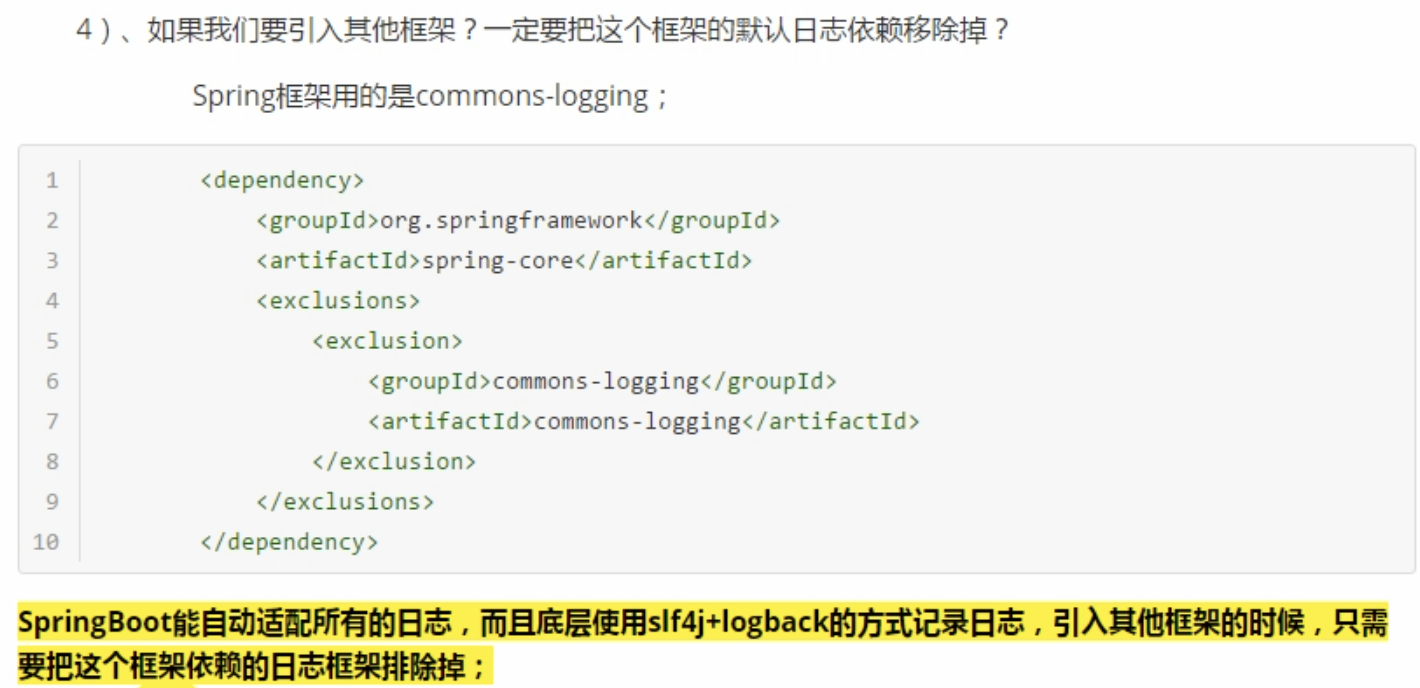 4）、如果我们要引入其他框架？一定要把这个框架的默认日志依赖移除掉？
Spring框架用的是commons-logging；
1 <dependency>
2 <groupId>org.springframework</groupId>
3 <artifactId>spring-core</artifactId>
4 <exclusions>
5 <exclusion>
6 <groupId>commons-logging</groupId>
7 <artifactId>commons-logging</artifactId>
8 </exclusion>
9 </exclusions>
10 </dependency>
SpringBoot能自动适配所有的日志，而且底层使用slf4j+logback的方式记录日志，引入其他框架的时候，只需
要把这个框架依赖的日志框架排除掉；